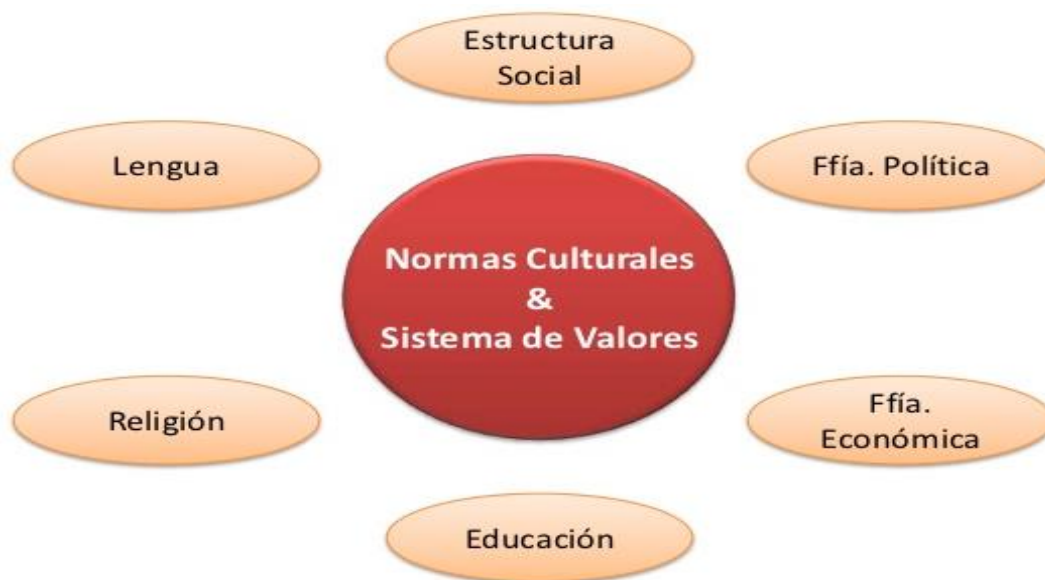 Estructura
Social
Lengua
Ffía. Política
Normas Culturales
&
Sistema de Valores
Religión
Ffía.
Económica
Educación